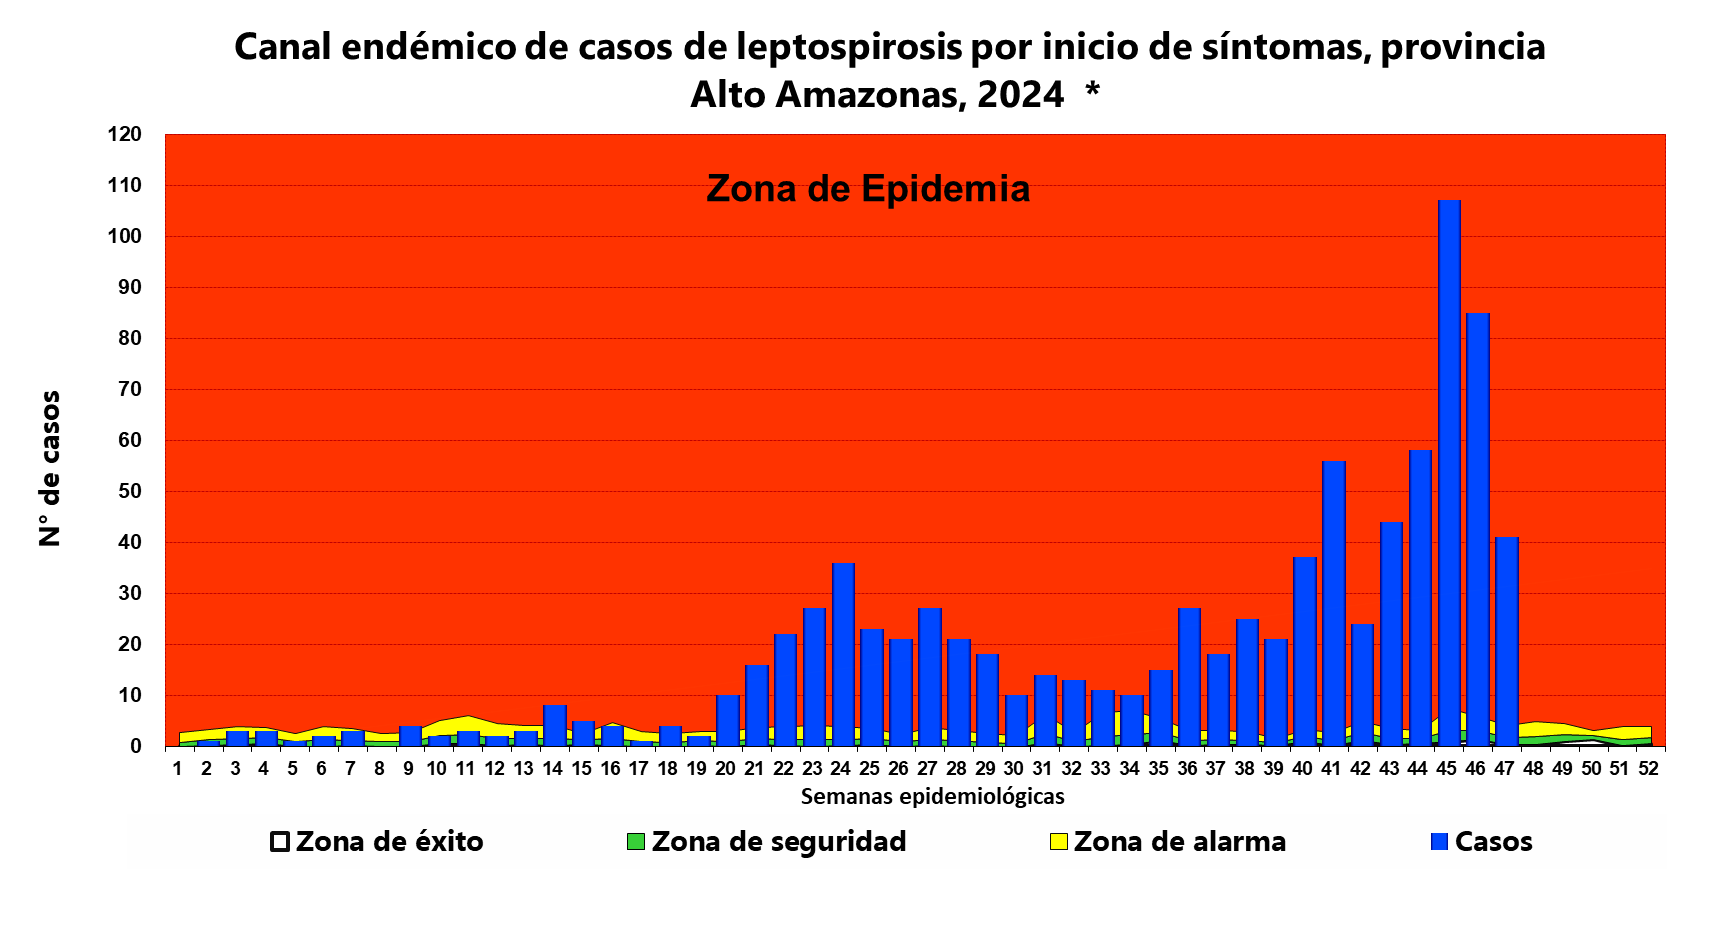 Canal endémico de casos de leptospirosis por inicio de síntomas, provincia
Alto Amazonas, 2024 *
120
110
100
90
80
70
60
50
40
30
20
10
0
Zona de Epidemia
N° de casos
1 2 3 4 5 6 7 8 9 10 11 12 13 14 15 16 17 18 19 20 21 22 23 24 25 26 27 28 29 30 31 32 33 34 35 36 37 38 39 40 41 42 43 44 45 46 47 48 49 50 51 52
Semanas epidemiológicas
Zona de éxito Zona de seguridad Zona de alarma Casos